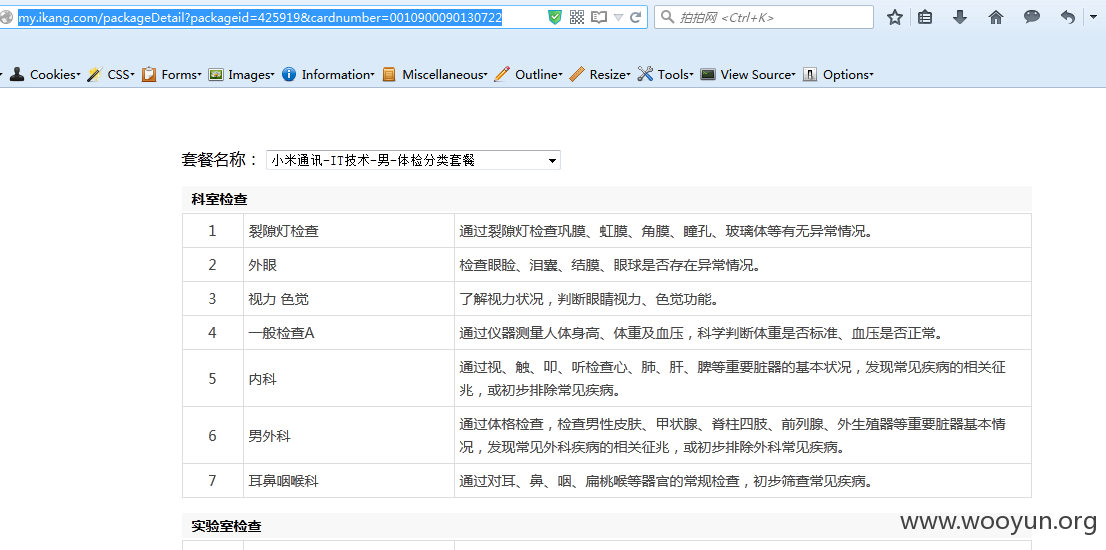 my.ikang.com/packageDetail?packageid=425919&cardnumber=0010900090130722
拍拍网 <Ctrl+K>
Cookies CSS Forms Images Information Miscellaneous Outline Resize Tools View Source Options
套餐名称： 小米通讯-IT技术-男-体检分类套餐
科室检查
1 裂隙灯检查 通过裂隙灯检查巩膜、虹膜、角膜、瞳孔、玻璃体等有无异常情况。
2 外眼 检查眼睑、泪囊、结膜、眼球是否存在异常情况。
3 视力 色觉 了解视力状况，判断眼睛视力、色觉功能。
4 一般检查A 通过仪器测量人体身高、体重及血压，科学判断体重是否标准、血压是否正常。
5 内科 通过视、触、叩、听检查心、肺、肝、脾等重要脏器的基本状况，发现常见疾病的相关征
兆，或初步排除常见疾病。
6 男外科 通过体格检查，检查男性皮肤、甲状腺、脊柱四肢、前列腺、外生殖器等重要脏器基本情
况，发现常见外科疾病的相关征兆，或初步排除外科常见疾病。
7 耳鼻咽喉科 通过对耳、鼻、咽、扁桃喉等器官的常规检查，初步筛查常见疾病。
实验室检查
www.wooyun.org